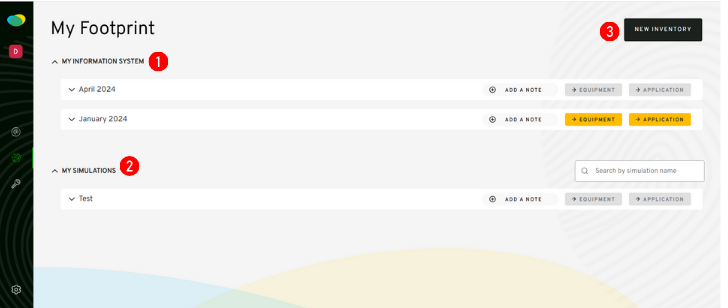 My Footprint
3
NEW INVENTORY
D
MY INFORMATION SYSTEM 1
April 2024 ADD A NOTE → EQUIPMENT → APPLICATION
January 2024 ADD A NOTE → EQUIPMENT → APPLICATION
MY SIMULATIONS 2
Search by simulation name
Test ADD A NOTE → EQUIPMENT → APPLICATION